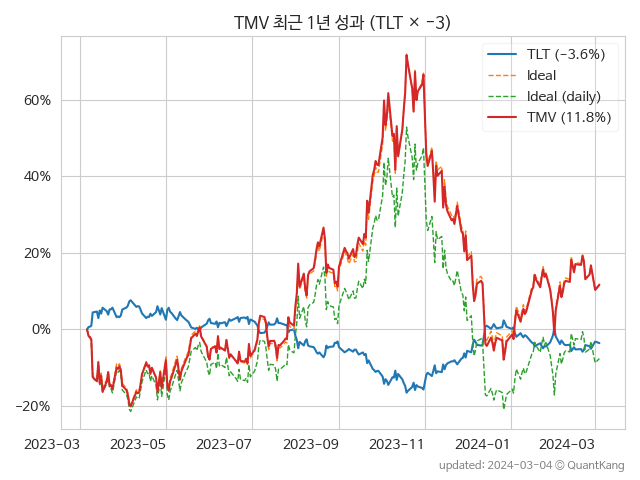 TMV 최근 1년 성과 (TLT × −3)
TLT (−3.6%)
Ideal
Ideal (daily)
TMV (11.8%)
60%
40%
20%
0%
−20%
2023-03 2023-05 2023-07 2023-09 2023-11 2024-01 2024-03
updated: 2024-03-04 © QuantKang